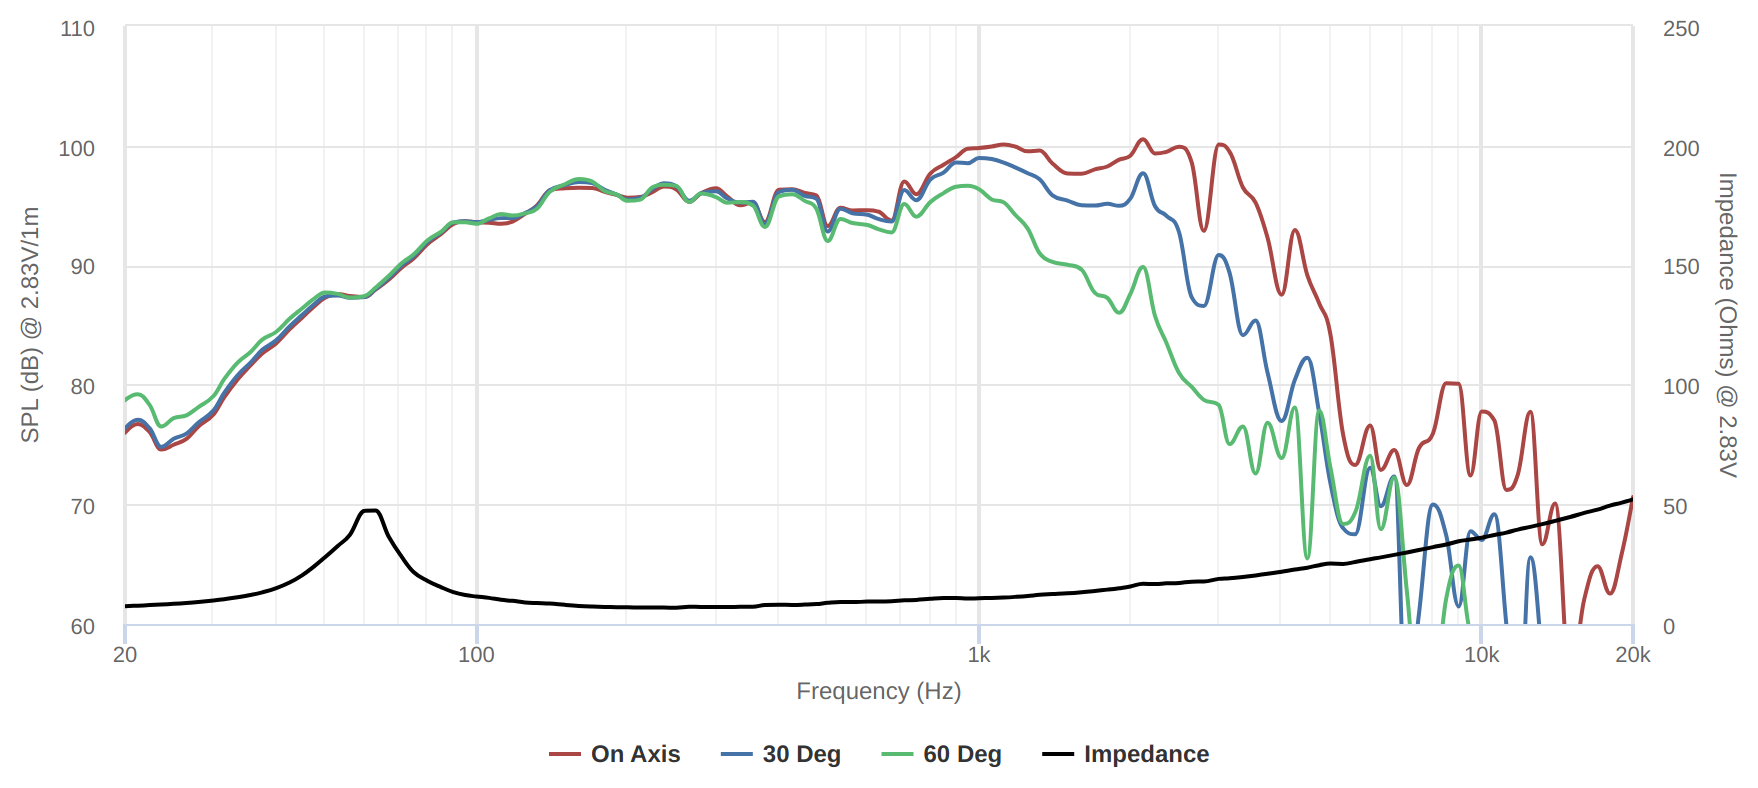 110
100
90
80
70
60
SPL (dB) @ 2.83V/1m
250
200
150
100
50
0
Impedance (Ohms) @ 2.83V
20 100 1k 10k 20k
Frequency (Hz)
On Axis 30 Deg 60 Deg Impedance